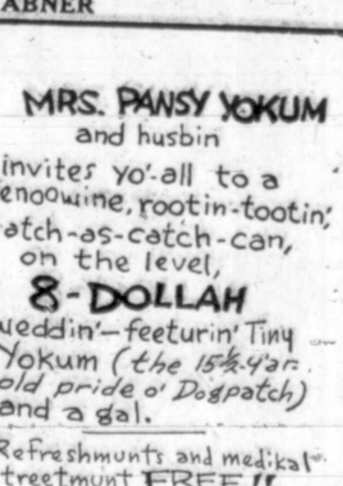 ABNER
MRS. PANSY YOKUM
and husbin
invites yo'-all to a
enoowine, rootin-tootin',
atch-as-catch-can,
on the level,
8-DOLLAH
eddin'—feeturin' Tiny
Yokum (the 15½-y'ar-
old pride o' Dogpatch)
and a gal.
Refreshmunts and medikal
treetmunt FREE!!